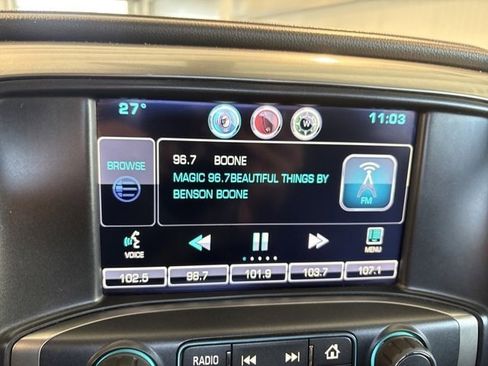 27° 11:03
W
BROWSE
96.7 BOONE
MAGIC 96.7BEAUTIFUL THINGS BY
BENSON BOONE
FM
VOICE
MENU
102.5 98.7 101.9 103.7 107.1
RADIO